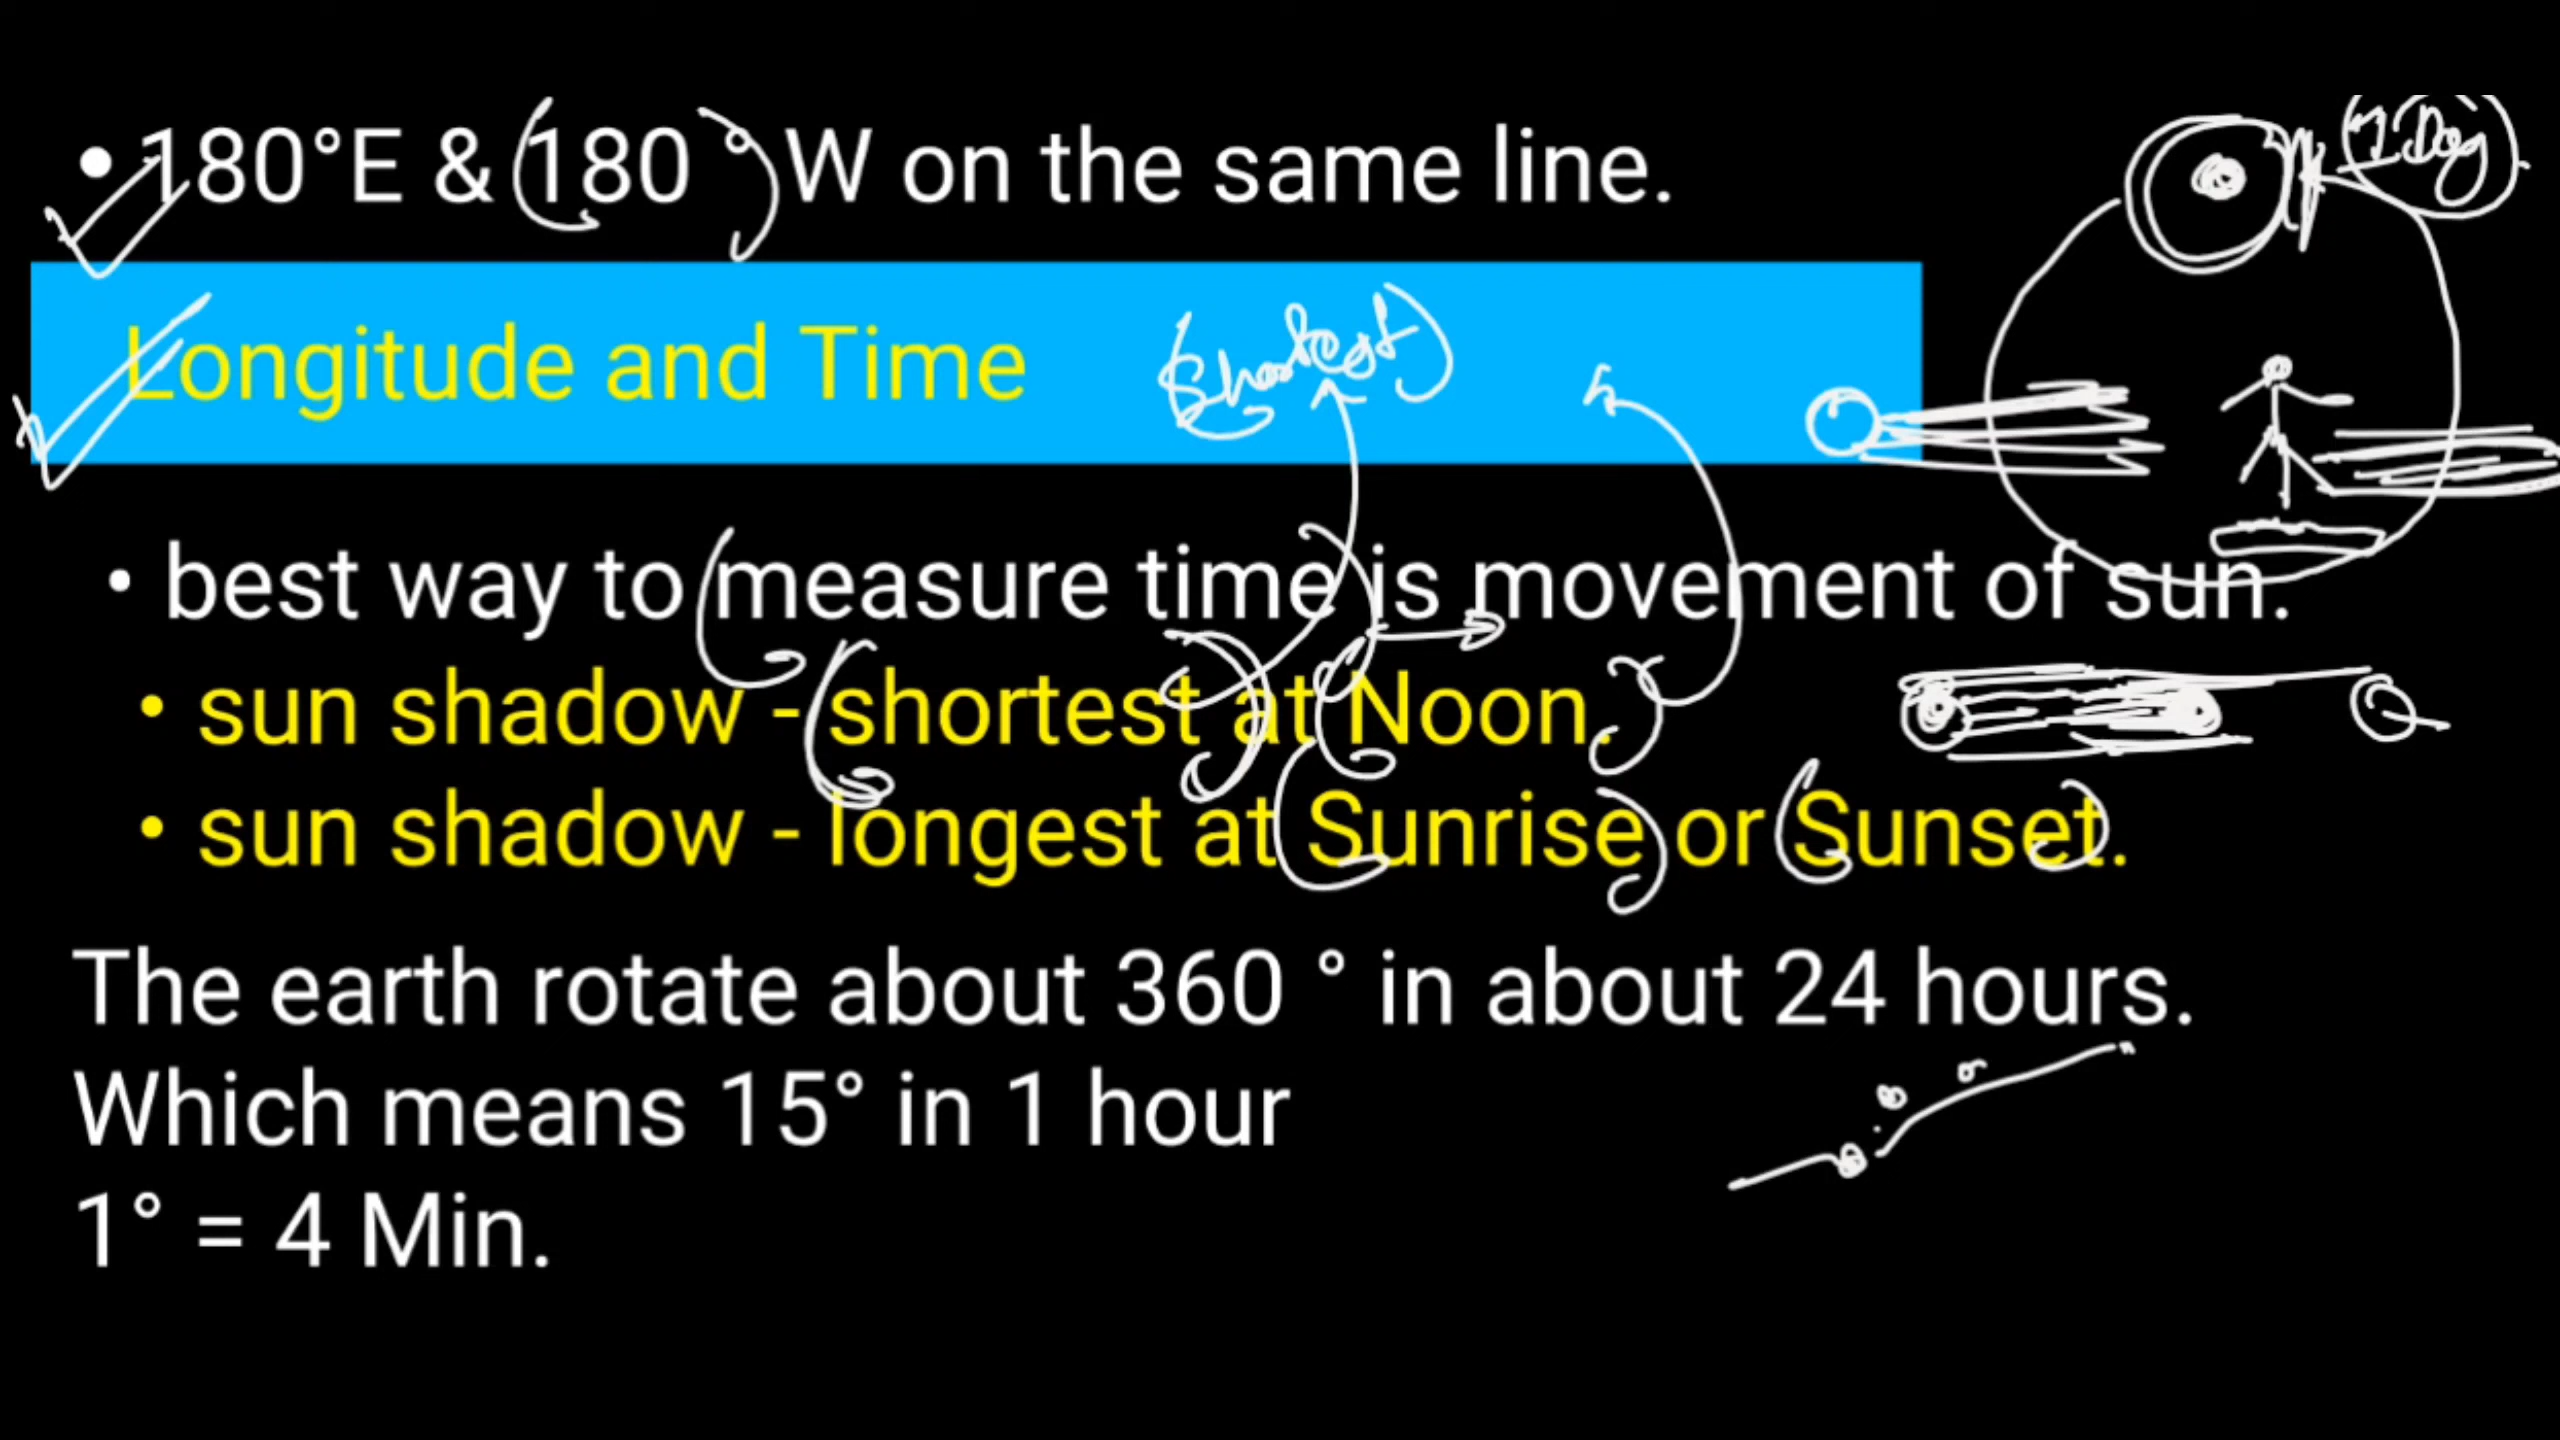 • 180°E & 180° W on the same line.
1 Day
Longitude and Time
Shortest
• best way to measure time is movement of sun.
• sun shadow - shortest at Noon.
• sun shadow - longest at Sunrise or Sunset.
The earth rotate about 360 ° in about 24 hours.
Which means 15° in 1 hour
1° = 4 Min.